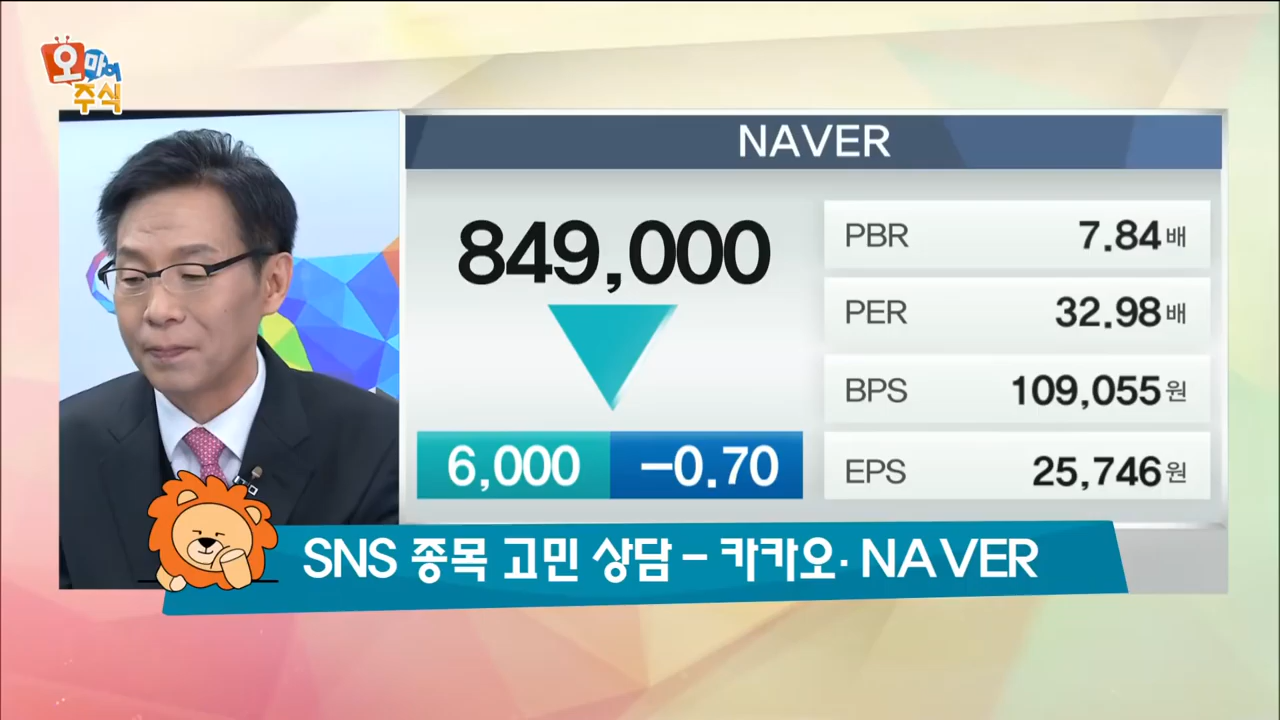 오마이
주식
NAVER
849,000
6,000 -0.70
PBR 7.84배
PER 32.98배
BPS 109,055원
EPS 25,746원
SNS 종목 고민 상담 - 카카오· NAVER